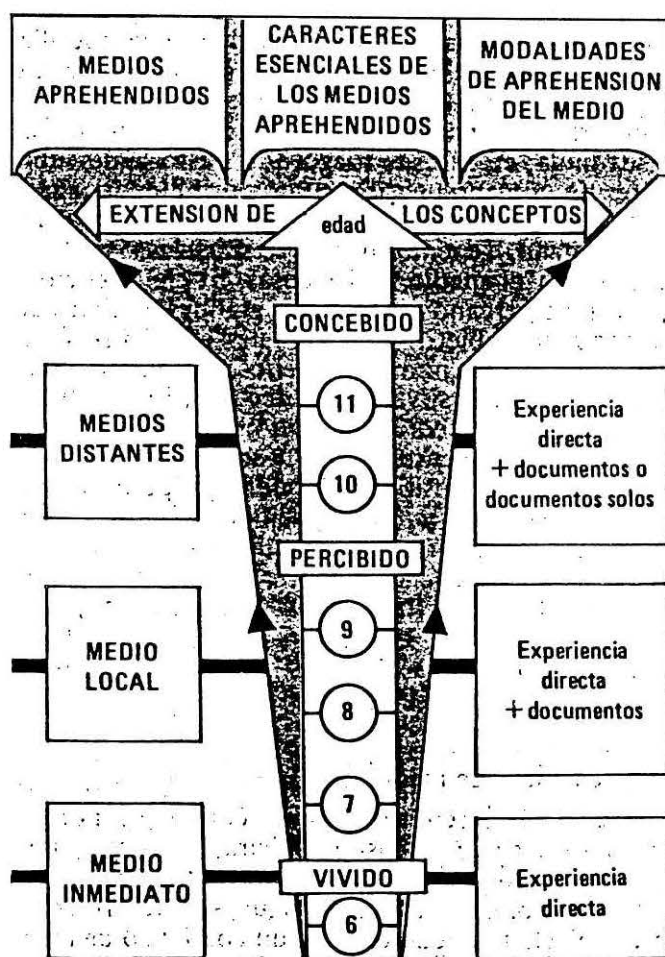 MEDIOS
APREHENDIDOS
CARACTERES
ESENCIALES DE
LOS MEDIOS
APREHENDIDOS
MODALIDADES
DE APREHENSION
DEL MEDIO
EXTENSION DE
LOS CONCEPTOS
edad
CONCEBIDO
MEDIOS
DISTANTES
11
10
Experiencia
directa
+ documentos o
documentos solos
PERCIBIDO
MEDIO
LOCAL
9
8
Experiencia
directa
+ documentos
7
MEDIO
INMEDIATO
VIVIDO
6
Experiencia
directa